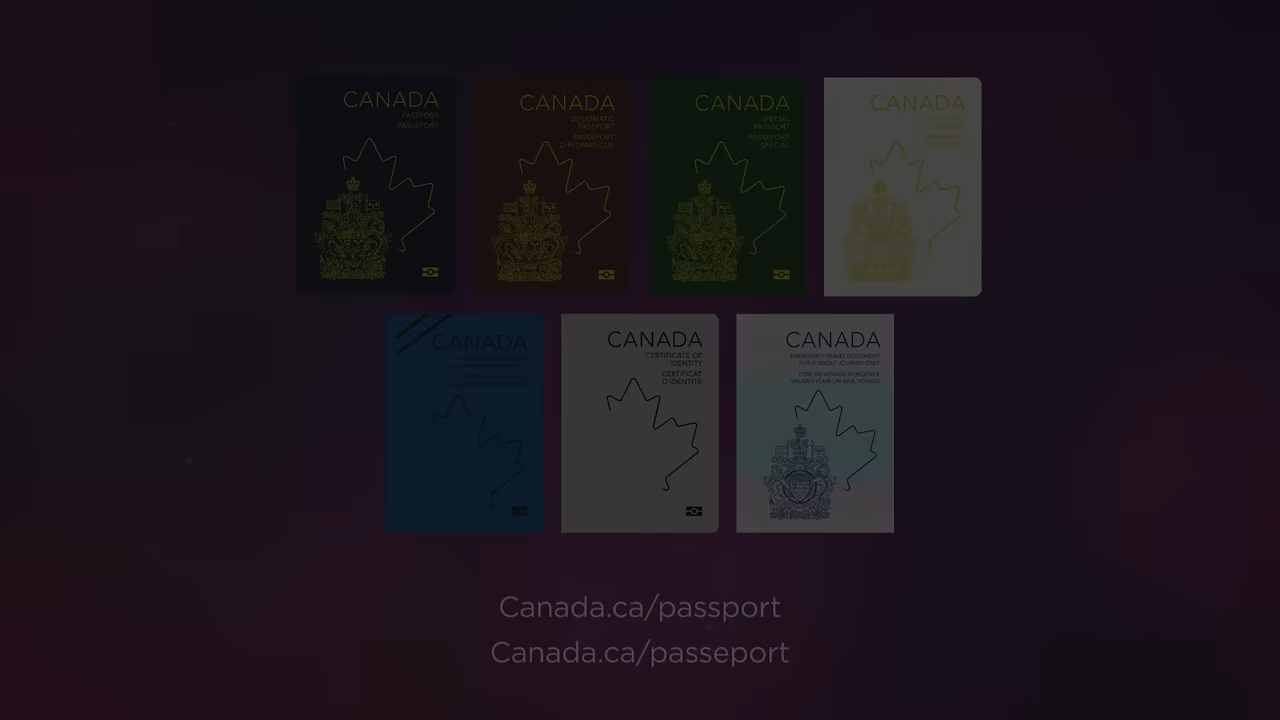 CANADA
PASSPORT
PASSEPORT
CANADA
DIPLOMATIC
PASSPORT
PASSEPORT
DIPLOMATIQUE
CANADA
SPECIAL
PASSPORT
PASSEPORT
SPÉCIAL
CANADA
CANADA
CANADA
CERTIFICATE OF
IDENTITY
CERTIFICAT
D'IDENTITÉ
CANADA
EMERGENCY TRAVEL DOCUMENT
FOR A SINGLE JOURNEY ONLY
TITRE DE VOYAGE D'URGENCE
VALABLE POUR UN SEUL VOYAGE
Canada.ca/passport
Canada.ca/passeport